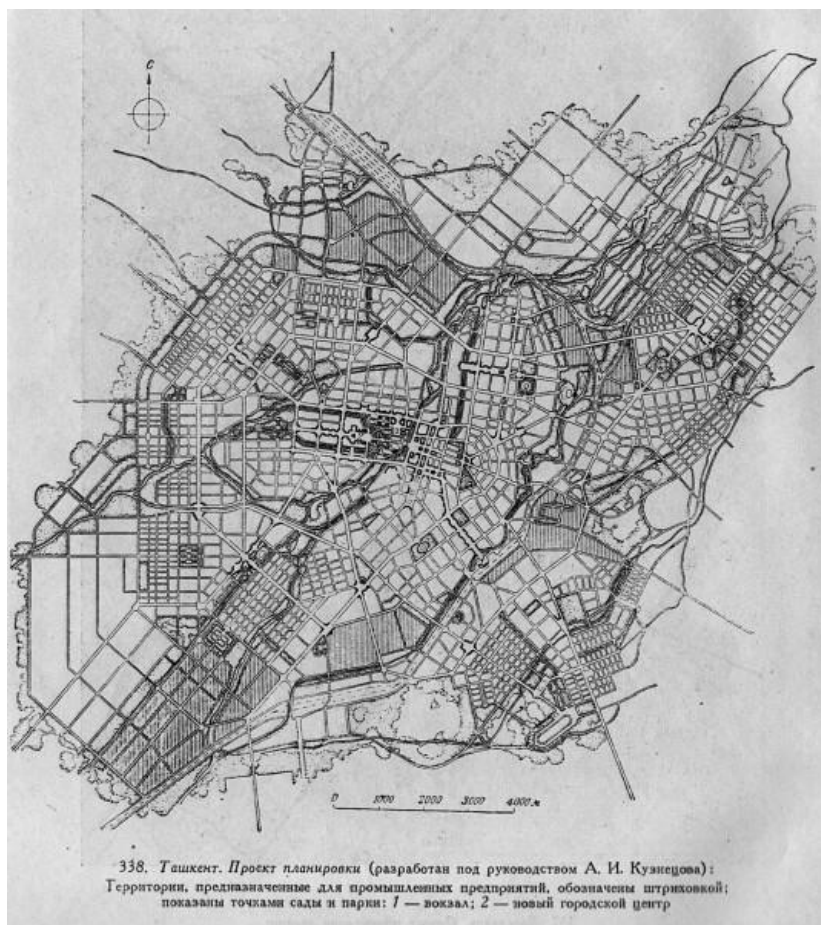 С
0 1000 2000 3000 4000 м
338. Ташкент. Проект планировки (разработан под руководством А. И. Кузнецова):
Территории, предназначенные для промышленных предприятий, обозначены штриховкой;
показаны точками сады и парки: 1 — вокзал; 2 — новый городской центр